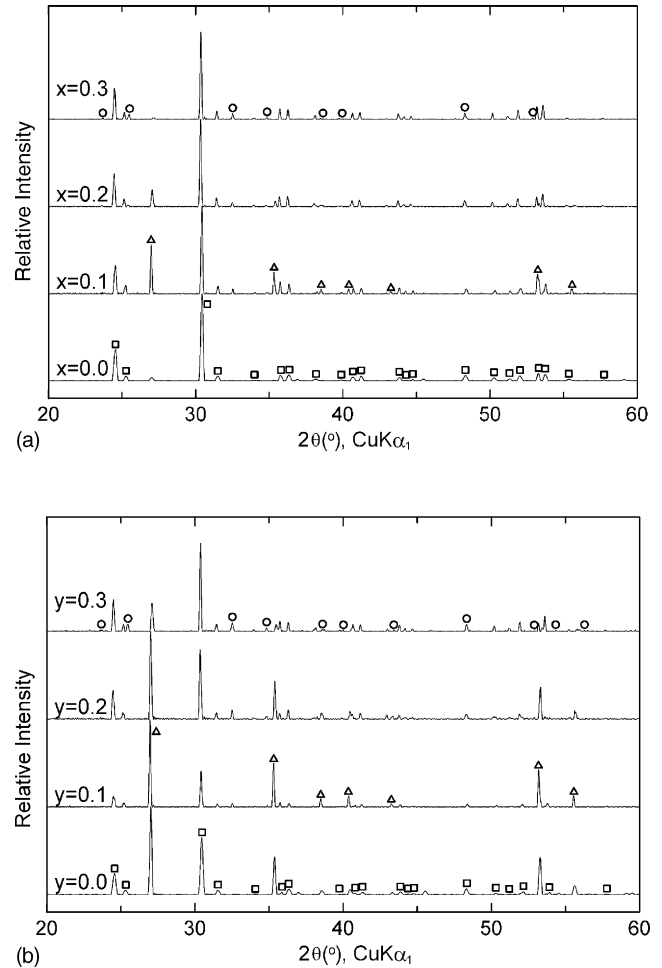 x=0.3
x=0.2
x=0.1
x=0.0
Relative Intensity
20 30 40 50 60
(a)
2θ(°), CuKα₁
y=0.3
y=0.2
y=0.1
y=0.0
Relative Intensity
20 30 40 50 60
(b)
2θ(°), CuKα₁